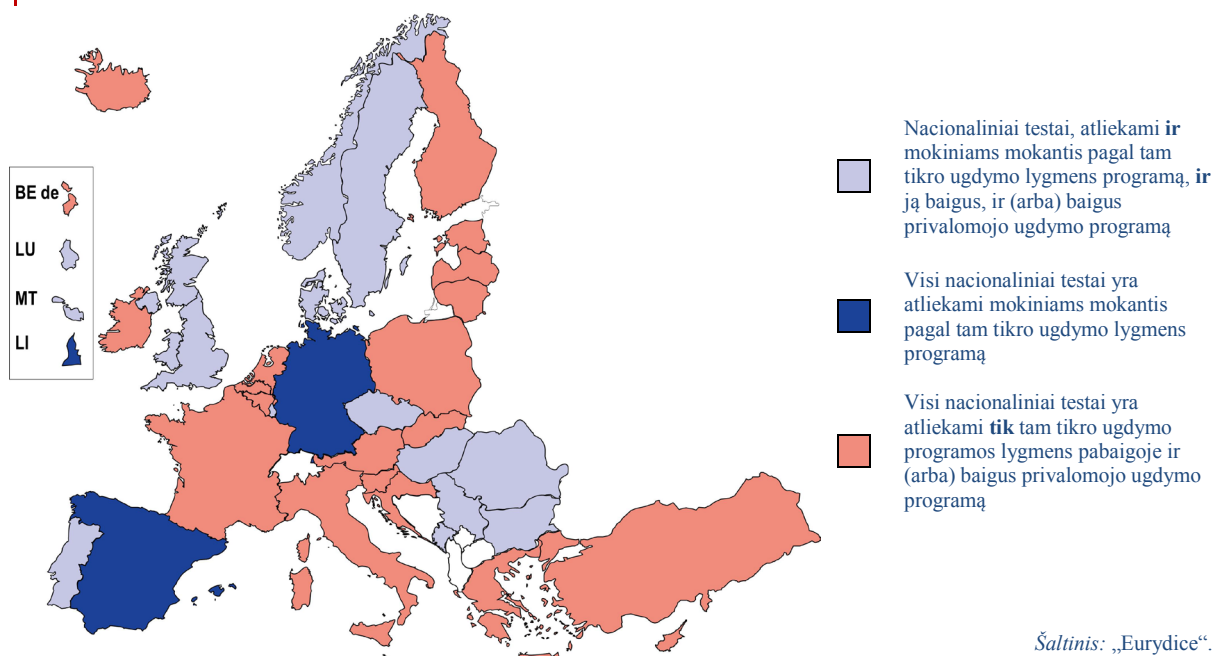 BE de
LU
MT
LI
Nacionaliniai testai, atliekami ir
mokiniams mokantis pagal tam
tikro ugdymo lygmens programą, ir
ją baigus, ir (arba) baigus
privalomojo ugdymo programą
Visi nacionaliniai testai yra
atliekami mokiniams mokantis
pagal tam tikro ugdymo lygmens
programą
Visi nacionaliniai testai yra
atliekami tik tam tikro ugdymo
programos lygmens pabaigoje ir
(arba) baigus privalomojo ugdymo
programą
Šaltinis: „Eurydice“.